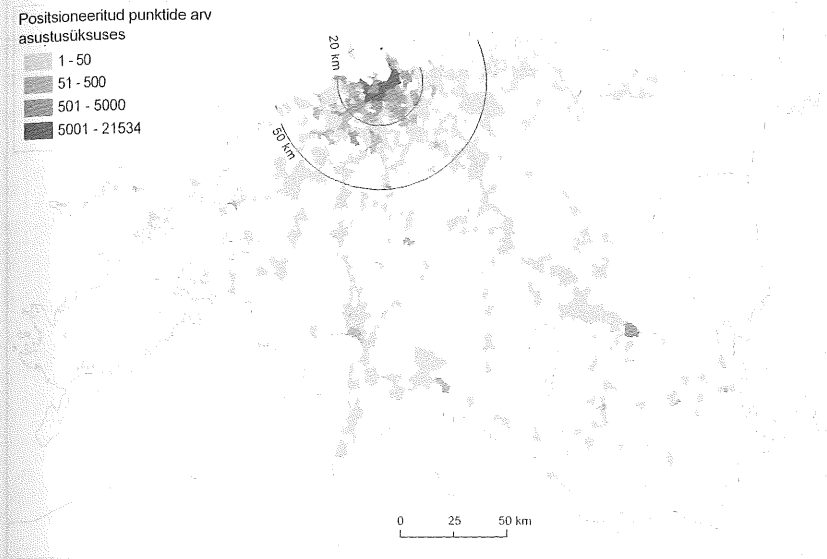 Positsioneeritud punktide arv
asustusüksuses
1 - 50
51 - 500
501 - 5000
5001 - 21534
20 km
50 km
0 25 50 km